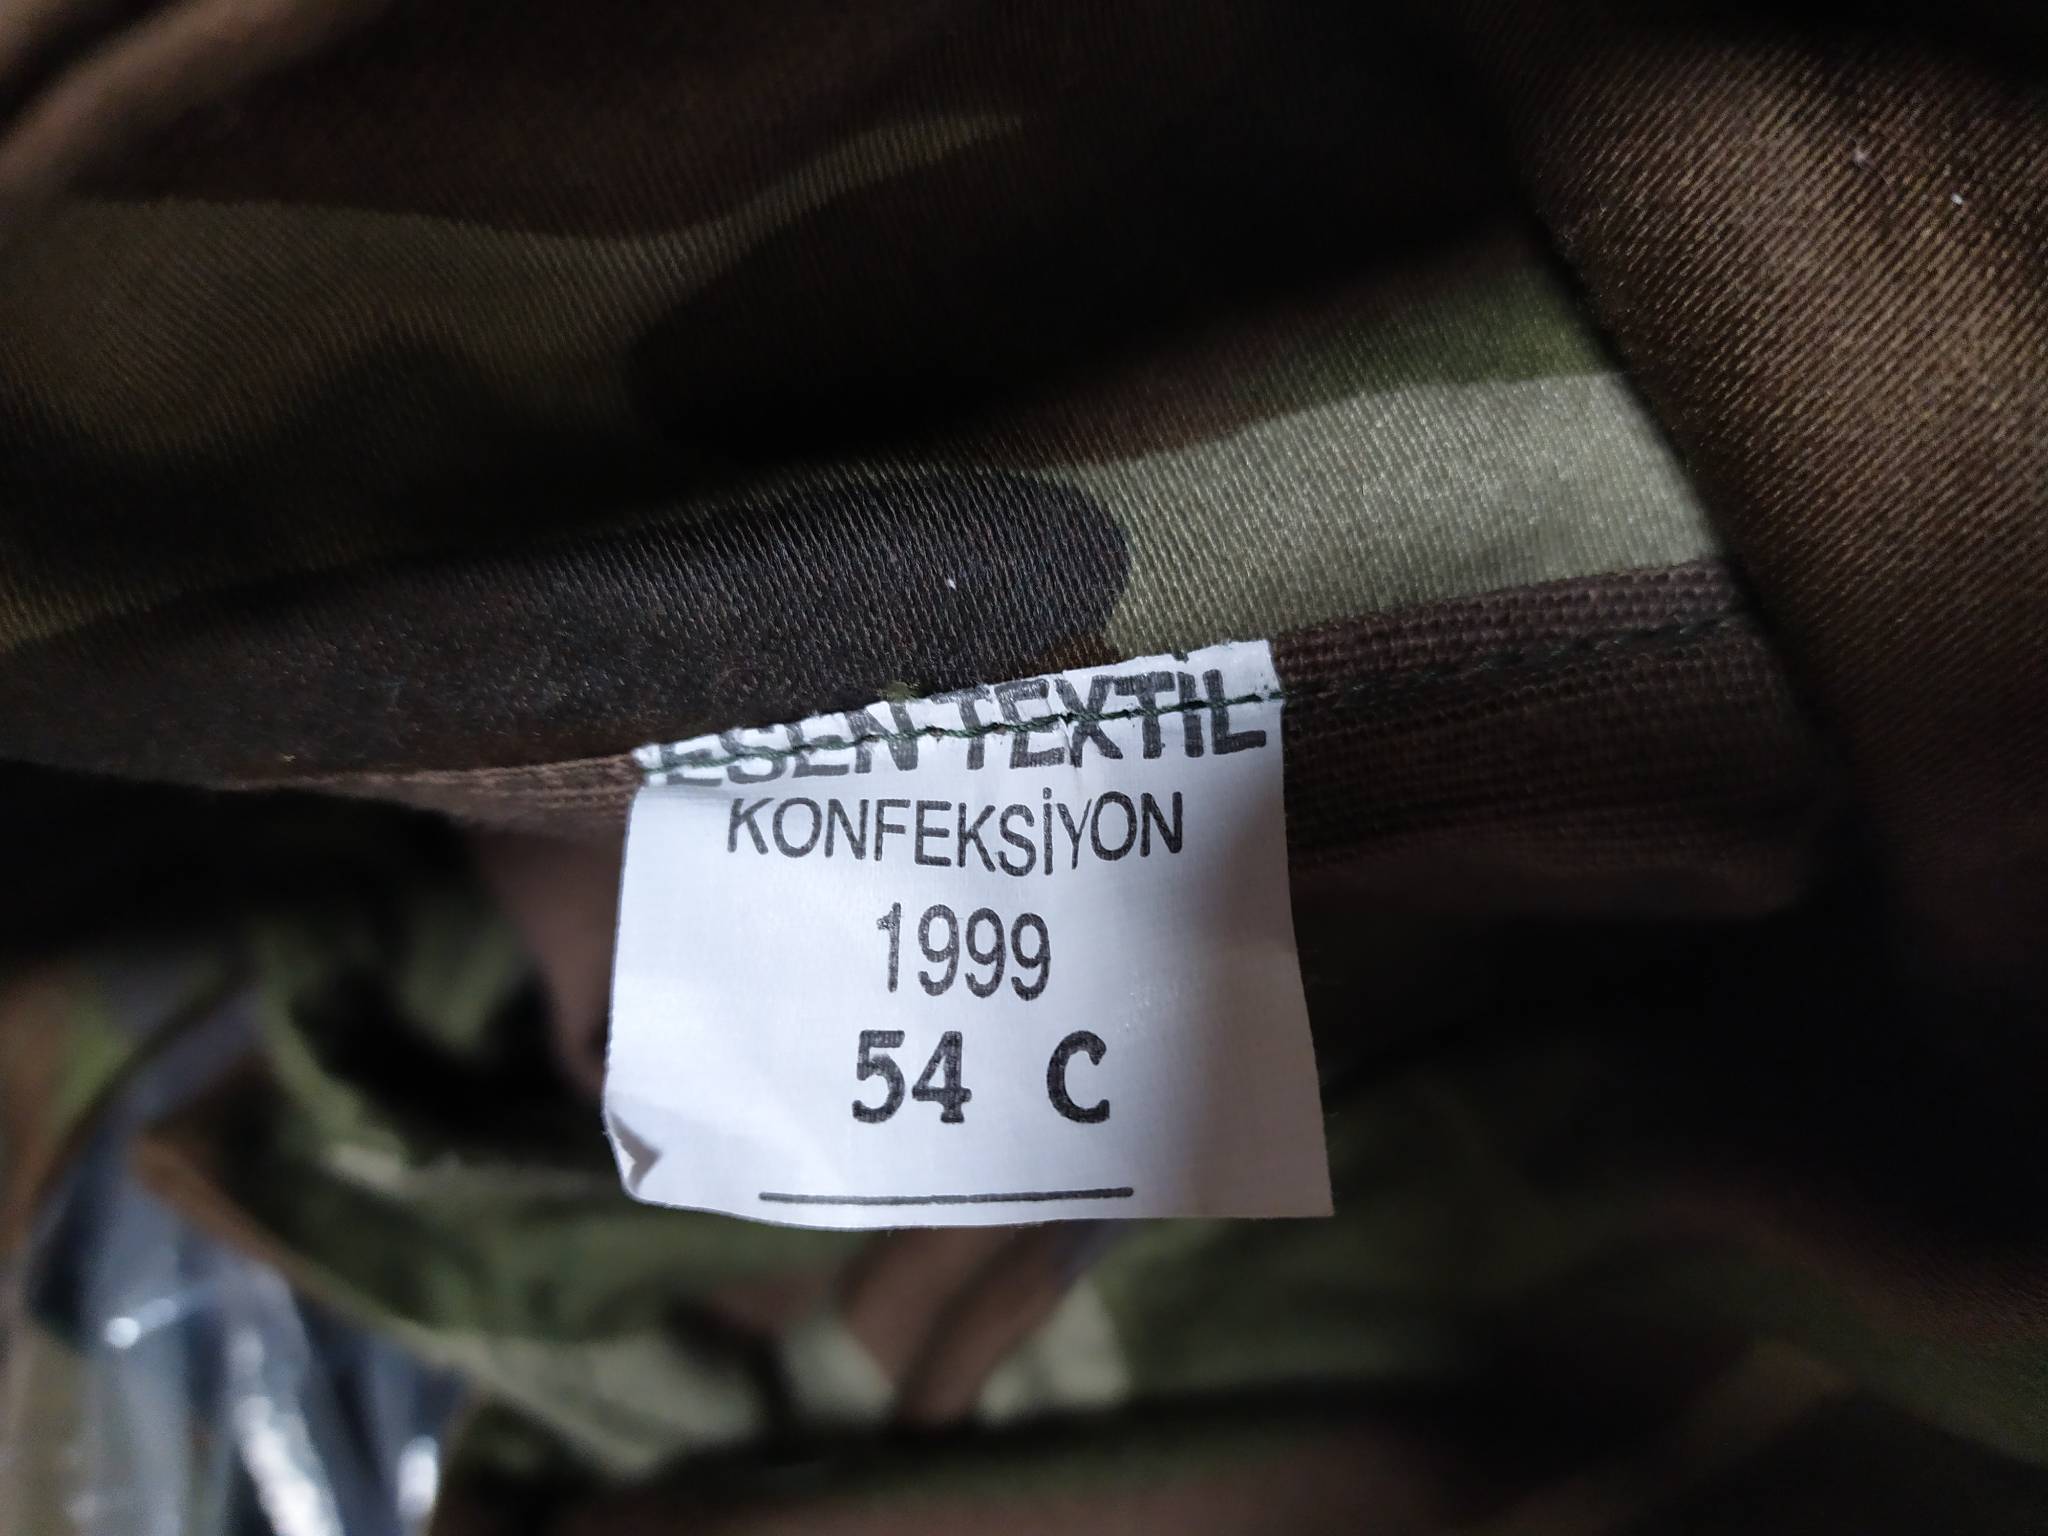 ESEN TEXTİL
KONFEKSİYON
1999
54 C